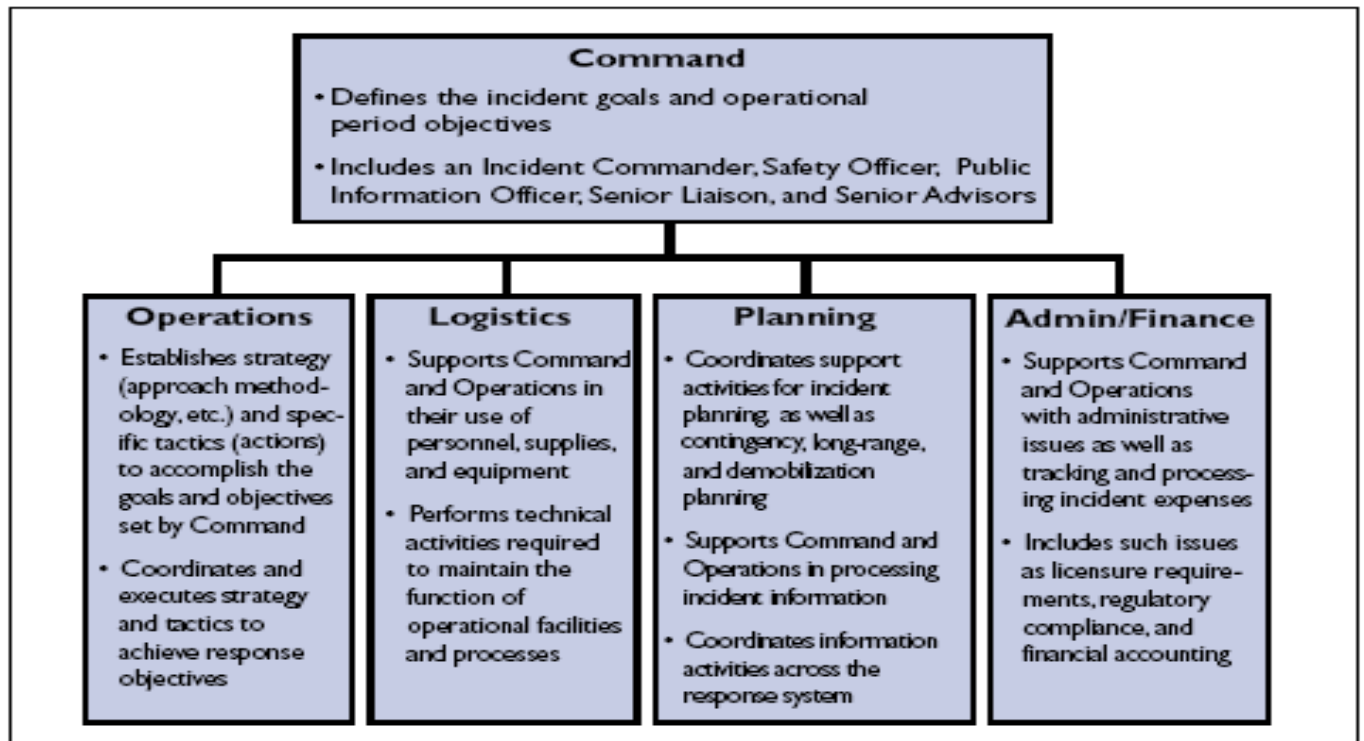 Command
• Defines the incident goals and operational
period objectives
• Includes an Incident Commander, Safety Officer, Public
Information Officer, Senior Liaison, and Senior Advisors
Operations
• Establishes strategy
(approach method-
ology, etc.) and spec-
ific tactics (actions)
to accomplish the
goals and objectives
set by Command
• Coordinates and
executes strategy
and tactics to
achieve response
objectives
Logistics
• Supports Command
and Operations in
their use of
personnel, supplies,
and equipment
• Performs technical
activities required
to maintain the
function of
operational facilities
and processes
Planning
• Coordinates support
activities for incident
planning, as well as
contingency, long-range,
and demobilization
planning
• Supports Command and
Operations in processing
incident information
• Coordinates information
activities across the
response system
Admin/Finance
• Supports Command
and Operations
with administrative
issues as well as
tracking and process-
ing incident expenses
• Includes such issues
as licensure require-
ments, regulatory
compliance, and
financial accounting